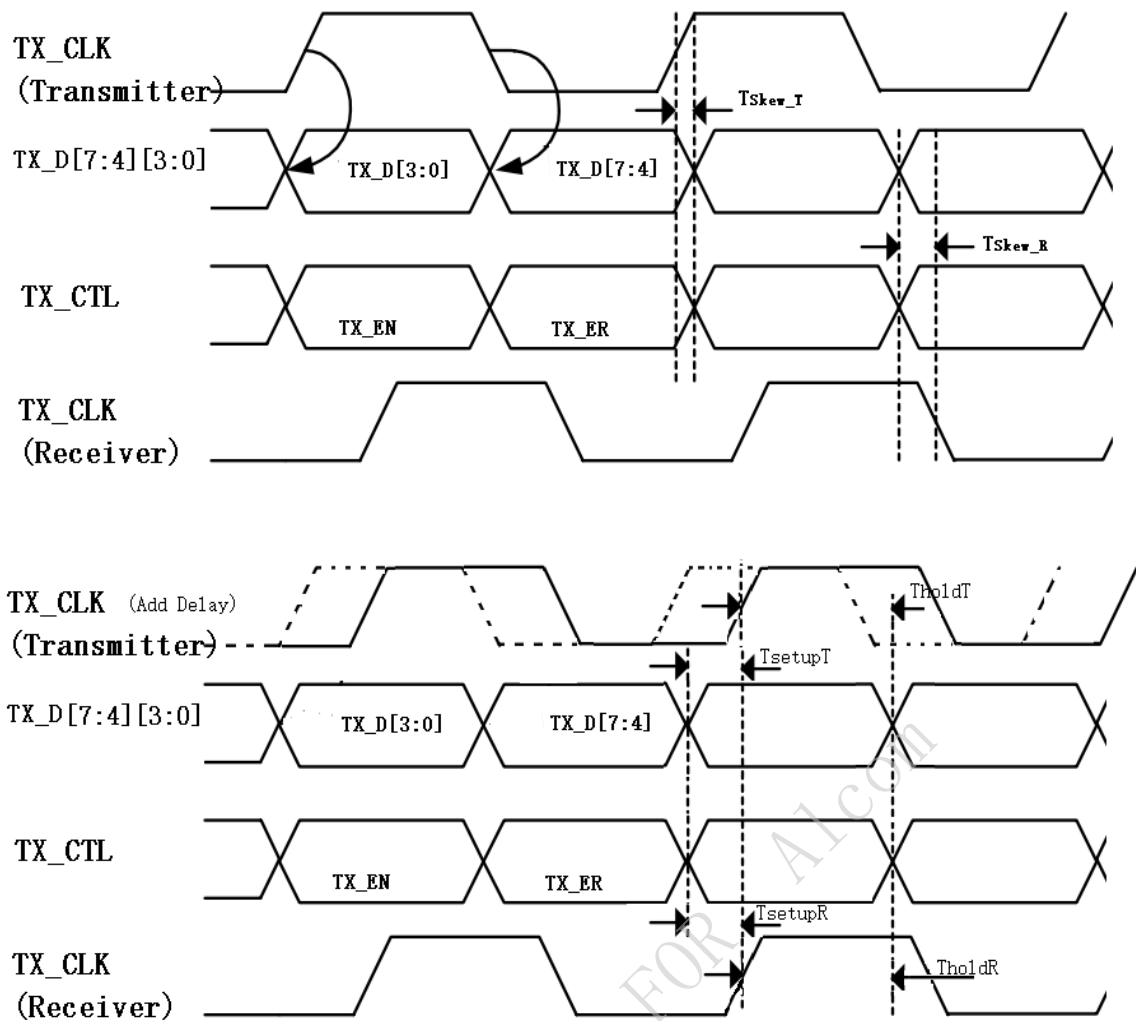 TX_CLK
(Transmitter)
Tskew_T
TX_D[7:4][3:0]
TX_D[3:0]
TX_D[7:4]
Tskew_R
TX_CTL
TX_EN
TX_ER
TX_CLK
(Receiver)
TX_CLK (Add Delay)
(Transmitter)
TholdT
TsetupT
TX_D[7:4][3:0]
TX_D[3:0]
TX_D[7:4]
TX_CTL
TX_EN
TX_ER
TsetupR
TX_CLK
(Receiver)
TholdR
FOR Alcom